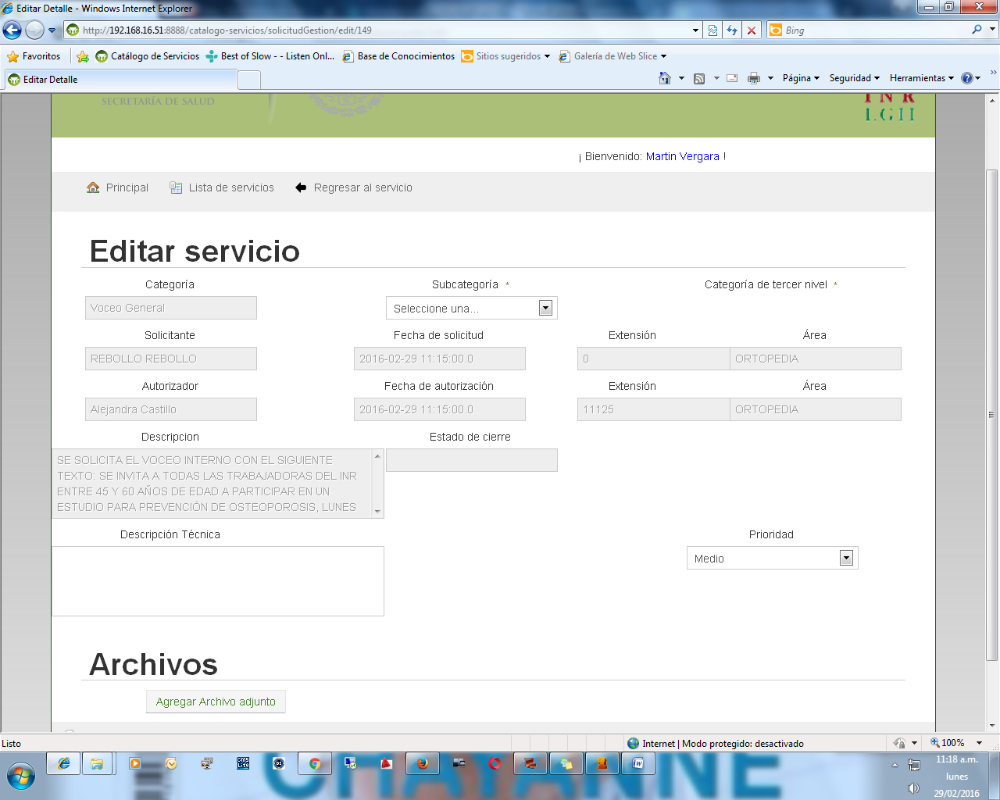 Editar Detalle - Windows Internet Explorer
http://192.168.16.51:8888/catalogo-servicios/solicitudGestion/edit/149
Bing
Favoritos
Catálogo de Servicios
Best of Slow - - Listen Onl...
Base de Conocimientos
Sitios sugeridos
Galería de Web Slice
Editar Detalle
Página
Seguridad
Herramientas
»
SECRETARÍA DE SALUD
INR
LGII
¡ Bienvenido: Martin Vergara !
Principal
Lista de servicios
Regresar al servicio
Editar servicio
Categoría
Subcategoría *
Categoría de tercer nivel *
Voceo General
Seleccione una...
Solicitante
Fecha de solicitud
Extensión
Área
REBOLLO REBOLLO
2016-02-29 11:15:00.0
0
ORTOPEDIA
Autorizador
Fecha de autorización
Extensión
Área
Alejandra Castillo
2016-02-29 11:15:00.0
11125
ORTOPEDIA
Descripcion
Estado de cierre
SE SOLICITA EL VOCEO INTERNO CON EL SIGUIENTE
TEXTO: SE INVITA A TODAS LAS TRABAJADORAS DEL INR
ENTRE 45 Y 60 AÑOS DE EDAD A PARTICIPAR EN UN
ESTUDIO PARA PREVENCIÓN DE OSTEOPOROSIS, LUNES
Descripción Técnica
Prioridad
Medio
Archivos
Agregar Archivo adjunto
Listo
Internet | Modo protegido: desactivado
100%
CHAYANNE
11:18 a.m.
lunes
29/02/2016